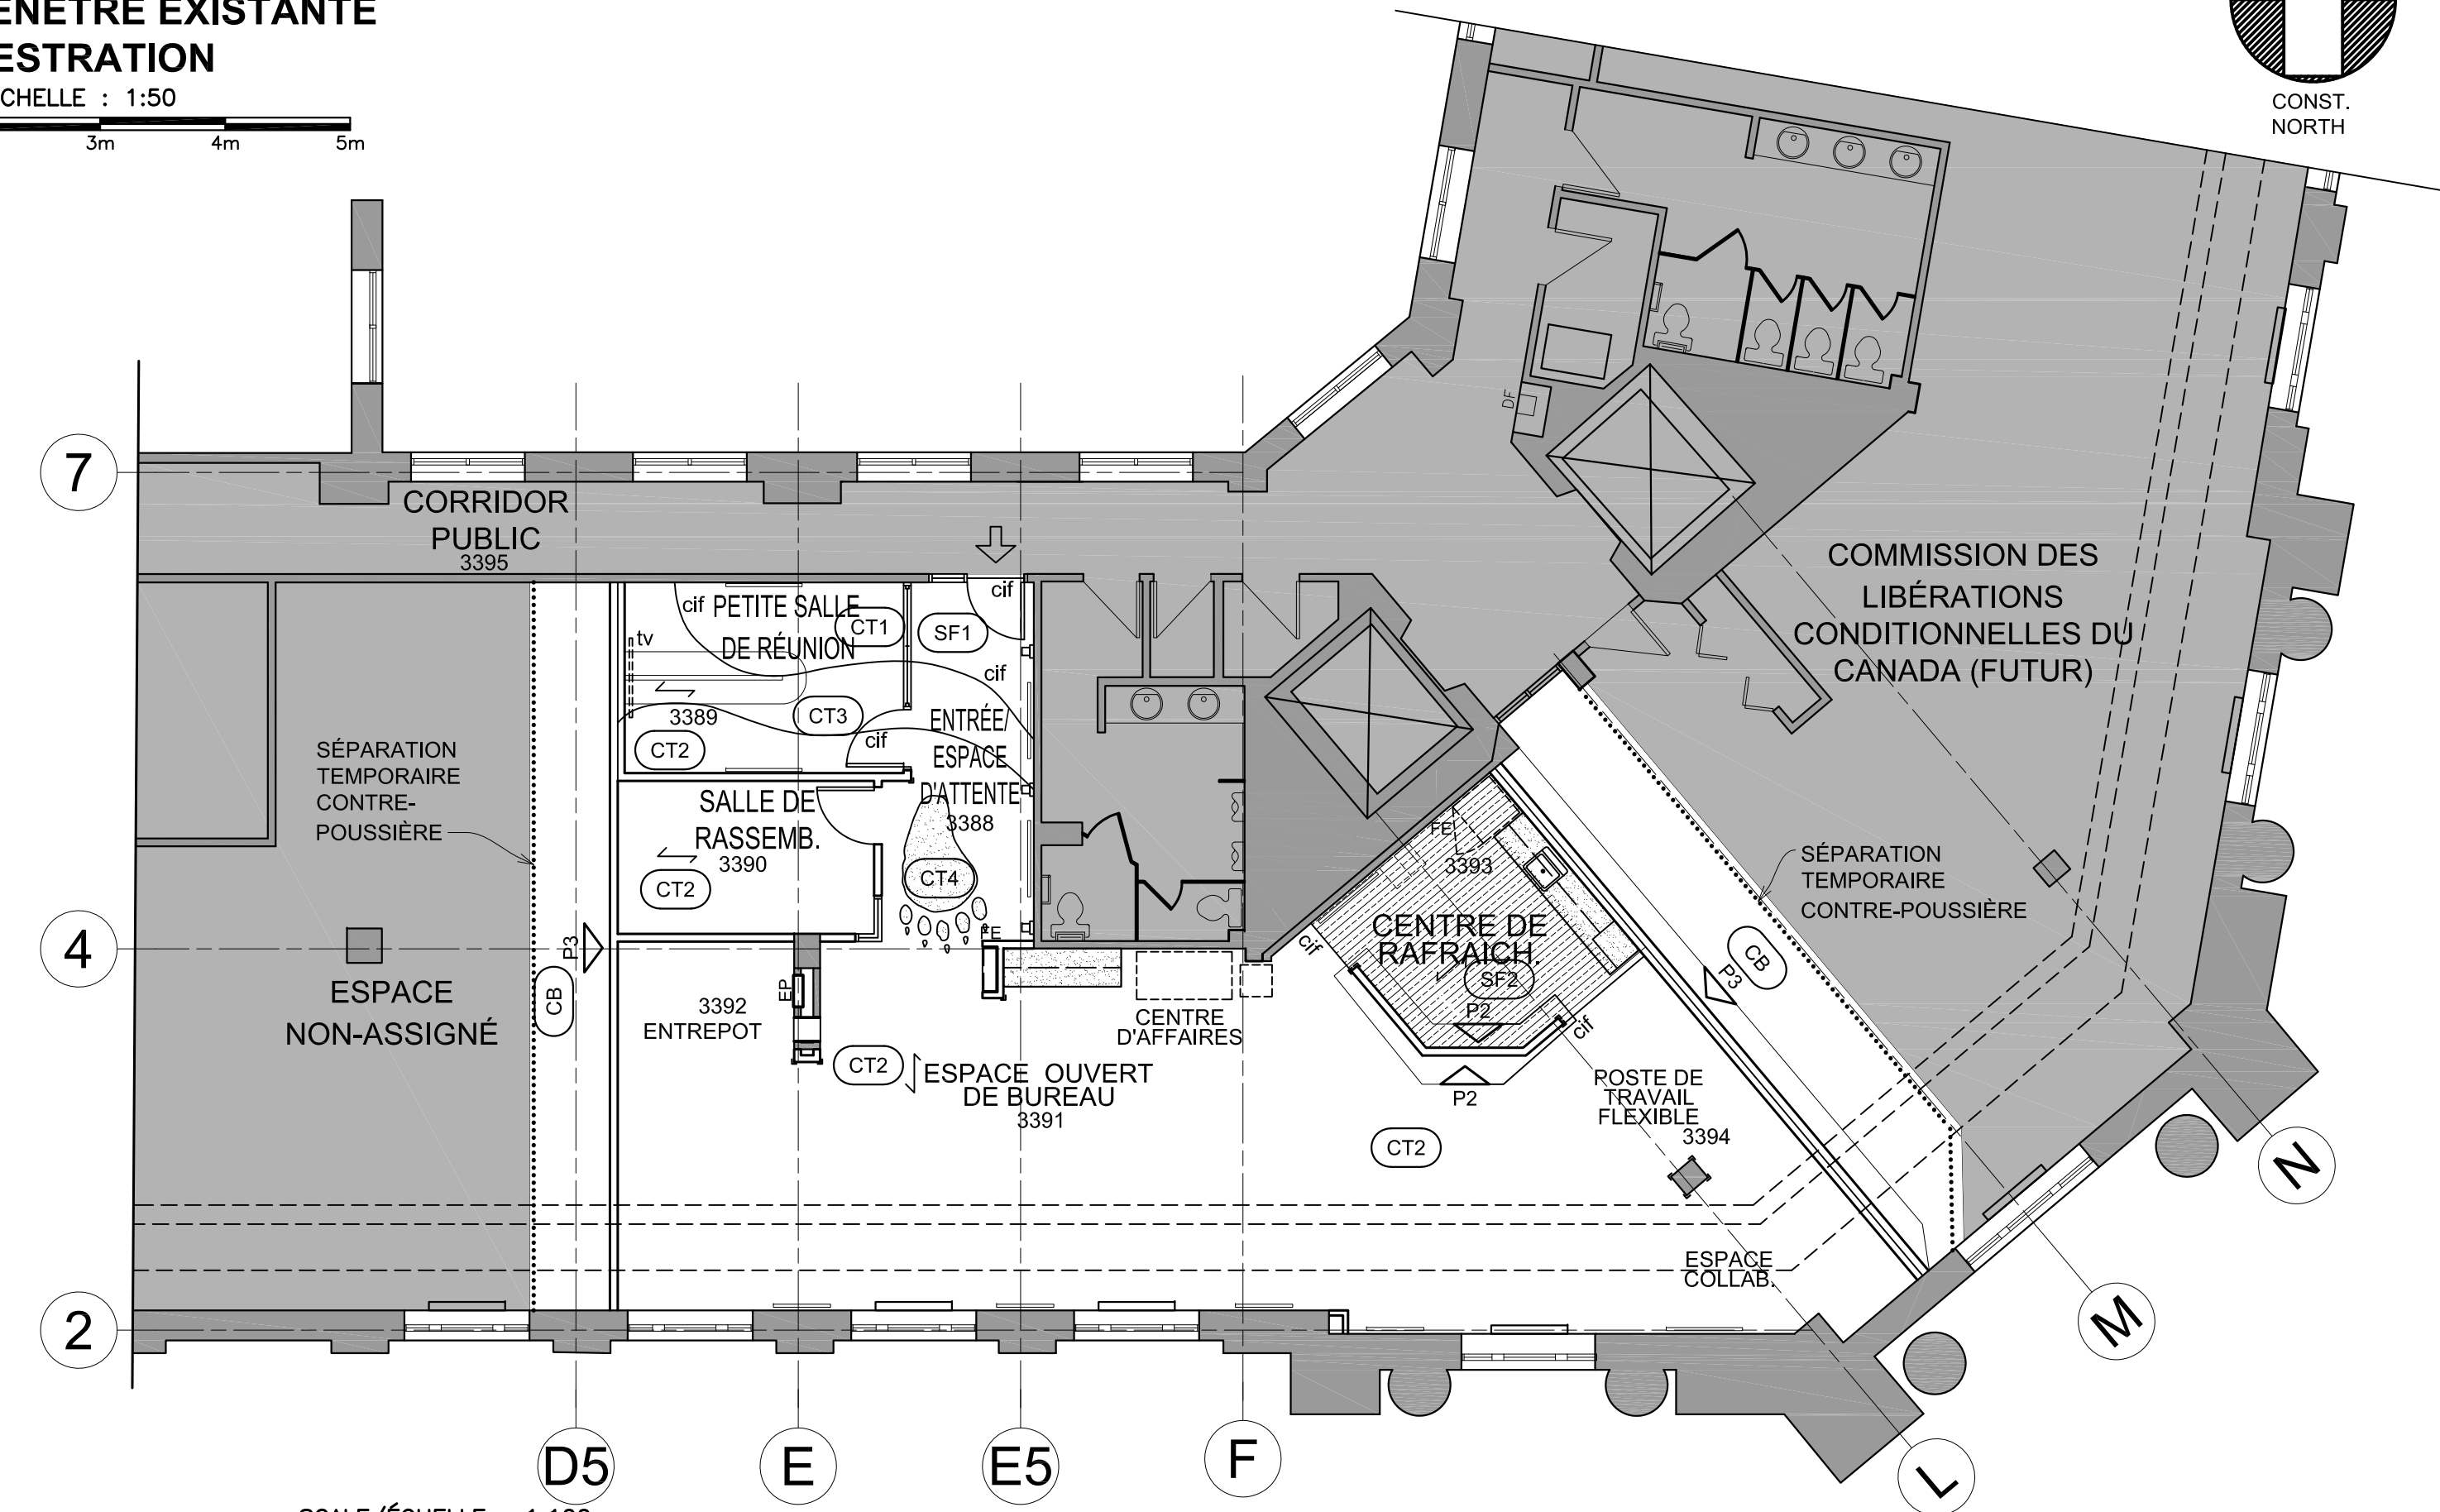 ENÊTRE EXISTANTE
ESTRATION
CHELLE : 1:50
3m
4m
5m
CONST.
NORTH
DF
7
CORRIDOR
PUBLIC
3395
COMMISSION DES
LIBÉRATIONS
CONDITIONNELLES DU
CANADA (FUTUR)
cif
PETITE SALLE
DE RÉUNION
CT1
SF1
cif
tv
cif
3389
CT3
CT2
cif
ENTRÉE/
ESPACE
D'ATTENTE
3388
SÉPARATION
TEMPORAIRE
CONTRE-
POUSSIÈRE
SALLE DE
RASSEMB.
3390
CT2
CT4
FE
3393
CENTRE DE
RAFRAICH.
SF2
cif
P2
cif
P2
SÉPARATION
TEMPORAIRE
CONTRE-POUSSIÈRE
CB
P3
4
P3
CB
FE
EP
ESPACE
NON-ASSIGNÉ
3392
ENTREPOT
CENTRE
D'AFFAIRES
CT2
ESPACE OUVERT
DE BUREAU
3391
POSTE DE
TRAVAIL
FLEXIBLE
3394
CT2
ESPACE
COLLAB.
2
N
M
L
D5
E
E5
F
SCALE/ÉCHELLE : 1:100